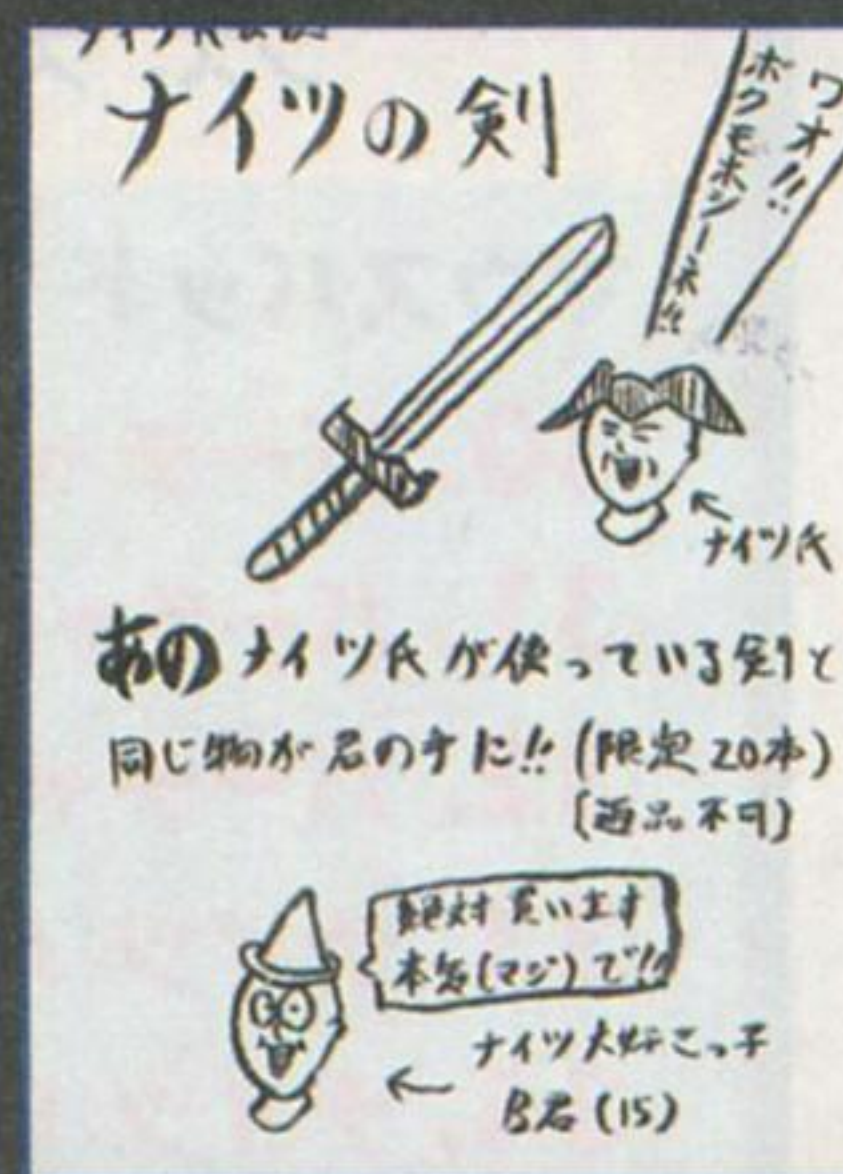 ナイツの剣
ワオ!!
ボクモホシーネ!!
ナイツ氏
あのナイツ氏が使っている剣と
同じ物が君の手に!!(限定20本)
(返品不可)
絶対買います
本気(マジ)で!!
ナイツ大好きっ子
B君(15)